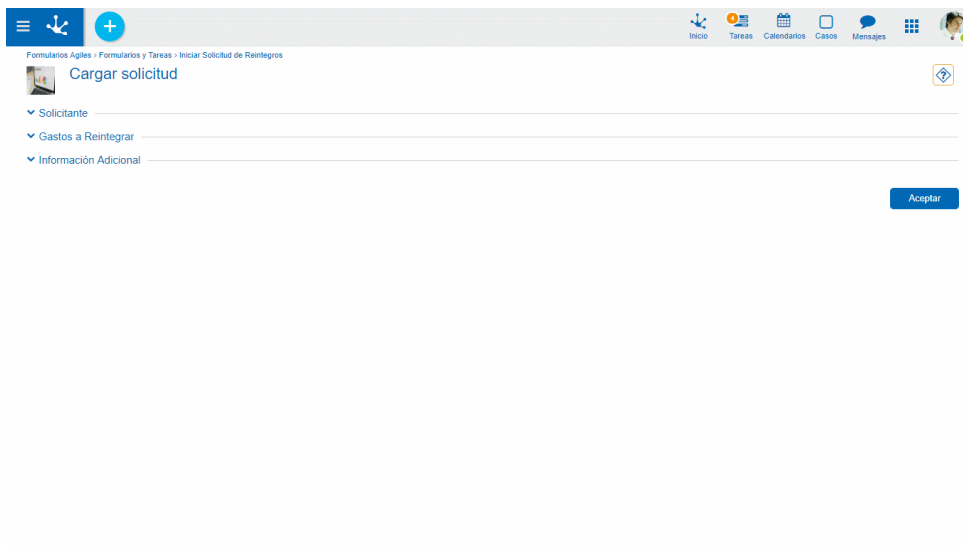 Inicio
4
Tareas
Calendarios
Casos
Mensajes
Formularios Agiles › Formularios y Tareas › Iniciar Solicitud de Reintegros
Cargar solicitud
Solicitante
Gastos a Reintegrar
Información Adicional
Aceptar